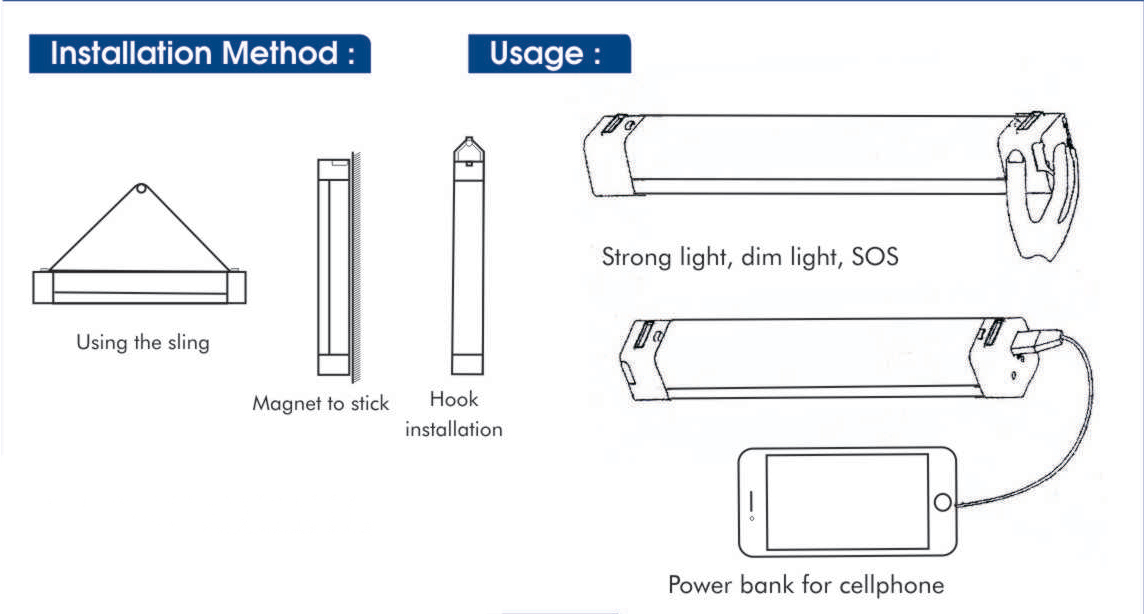 Installation Method :
Usage :
Strong light, dim light, SOS
Using the sling
Magnet to stick
Hook
installation
Power bank for cellphone